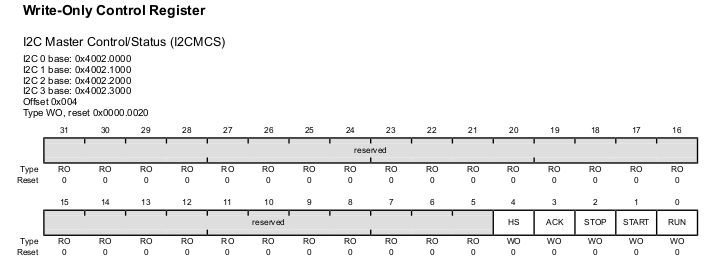 Write-Only Control Register
I2C Master Control/Status (I2CMCS)
I2C 0 base: 0x4002.0000
I2C 1 base: 0x4002.1000
I2C 2 base: 0x4002.2000
I2C 3 base: 0x4002.3000
Offset 0x004
Type WO, reset 0x0000.0020
31 30 29 28 27 26 25 24 23 22 21 20 19 18 17 16
reserved
Type RO RO RO RO RO RO RO RO RO RO RO RO RO RO RO RO
Reset 0 0 0 0 0 0 0 0 0 0 0 0 0 0 0 0
15 14 13 12 11 10 9 8 7 6 5 4 3 2 1 0
reserved HS ACK STOP START RUN
Type RO RO RO RO RO RO RO RO RO RO RO WO WO WO WO WO
Reset 0 0 0 0 0 0 0 0 0 0 0 0 0 0 0 0